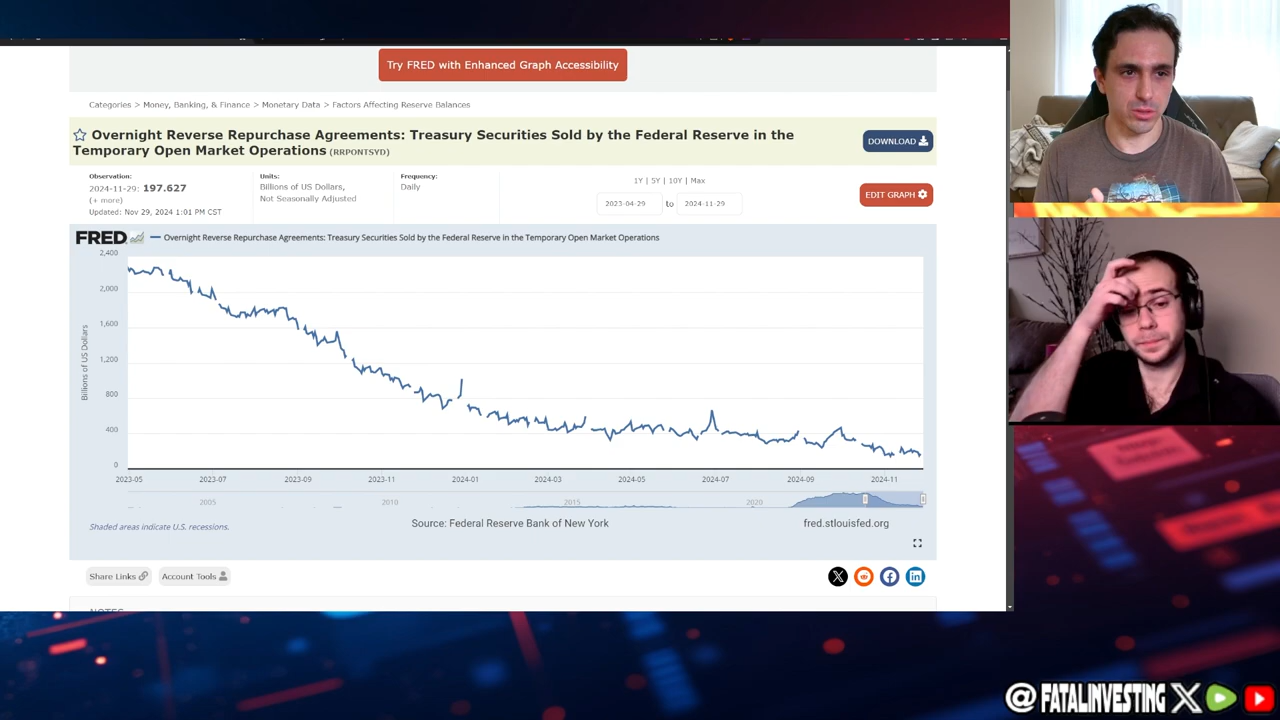 Try FRED with Enhanced Graph Accessibility
Categories > Money, Banking, & Finance > Monetary Data > Factors Affecting Reserve Balances
Overnight Reverse Repurchase Agreements: Treasury Securities Sold by the Federal Reserve in the
Temporary Open Market Operations (RRPONTSYD)
DOWNLOAD
Observation:
2024-11-29: 197.627
(+ more)
Updated: Nov 29, 2024 1:01 PM CST
Units:
Billions of US Dollars,
Not Seasonally Adjusted
Frequency:
Daily
1Y | 5Y | 10Y | Max
2023-04-29 to 2024-11-29
EDIT GRAPH
FRED
Overnight Reverse Repurchase Agreements: Treasury Securities Sold by the Federal Reserve in the Temporary Open Market Operations
Billions of US Dollars
2,400
2,000
1,600
1,200
800
400
0
2023-05 2023-07 2023-09 2023-11 2024-01 2024-03 2024-05 2024-07 2024-09 2024-11
2005 2010 2015 2020
Shaded areas indicate U.S. recessions.
Source: Federal Reserve Bank of New York
fred.stlouisfed.org
Share Links
Account Tools
NOTES
@FATALINVESTING